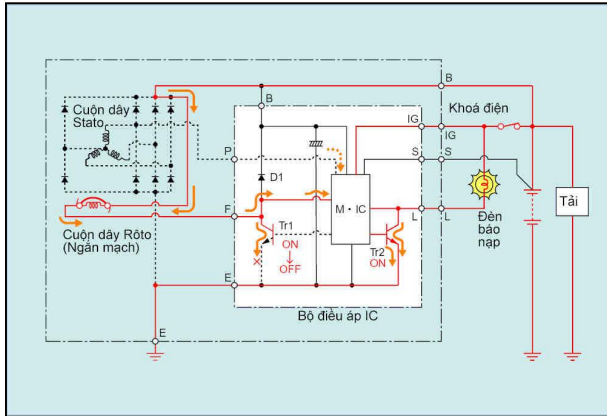 B
Cuộn dây
Stato
B
Khoá điện
IG
IG
P
S
S
D1
M • IC
Tải
F
L
L
Đèn
báo
nạp
Cuộn dây Rôto
(Ngắn mạch)
Tr1
ON
OFF
Tr2
ON
E
Bộ điều áp IC
E